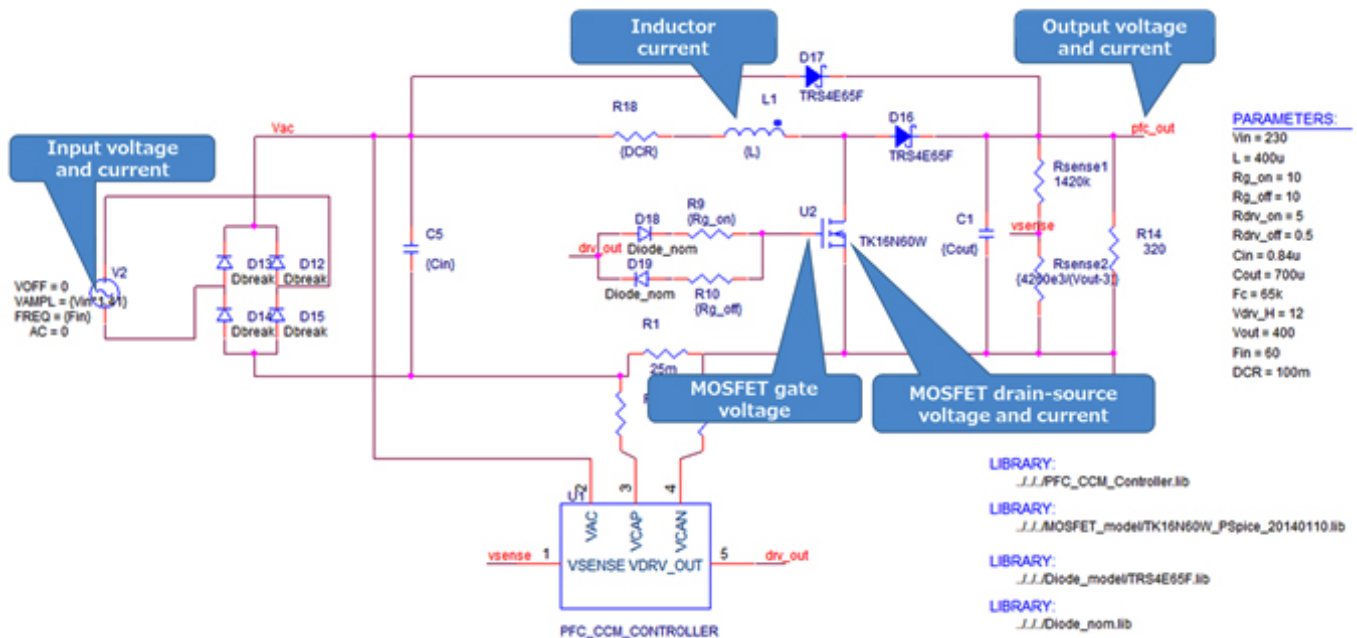 Inductor
current
Output voltage
and current
Input voltage
and current
MOSFET gate
voltage
MOSFET drain-source
voltage and current
D17
TRS4E65F
R18
{DCR}
L1
{L}
D16
TRS4E65F
Vac
pfc_out
PARAMETERS:
Vin = 230
L = 400u
Rg_on = 10
Rg_off = 10
Rdrv_on = 5
Rdrv_off = 0.5
Cin = 0.84u
Cout = 700u
Fc = 65k
Vdrv_H = 12
Vout = 400
Fin = 60
DCR = 100m
Rsense1
1420k
vsense
Rsense2
{4260e3/(Vout-3)
R14
320
C1
{Cout}
U2
TK16N60W
R9
{Rg_on}
D18
Diode_nom
drv_out
D19
Diode_nom
R10
{Rg_off}
C5
{Cin}
V2
VOFF = 0
VAMPL = {Vin*1.41}
FREQ = {Fin}
AC = 0
D13
Dbreak
D12
Dbreak
D14
Dbreak
D15
Dbreak
R1
25m
U1
2
3
4
VAC
VCAP
VCAN
vsense
1
VSENSE
VDRV_OUT
5
drv_out
PFC_CCM_CONTROLLER
LIBRARY:
../../../PFC_CCM_Controller.lib
LIBRARY:
../../../MOSFET_model/TK16N60W_PSpice_20140110.lib
LIBRARY:
../../../Diode_model/TRS4E65F.lib
LIBRARY:
../../../Diode_nom.lib